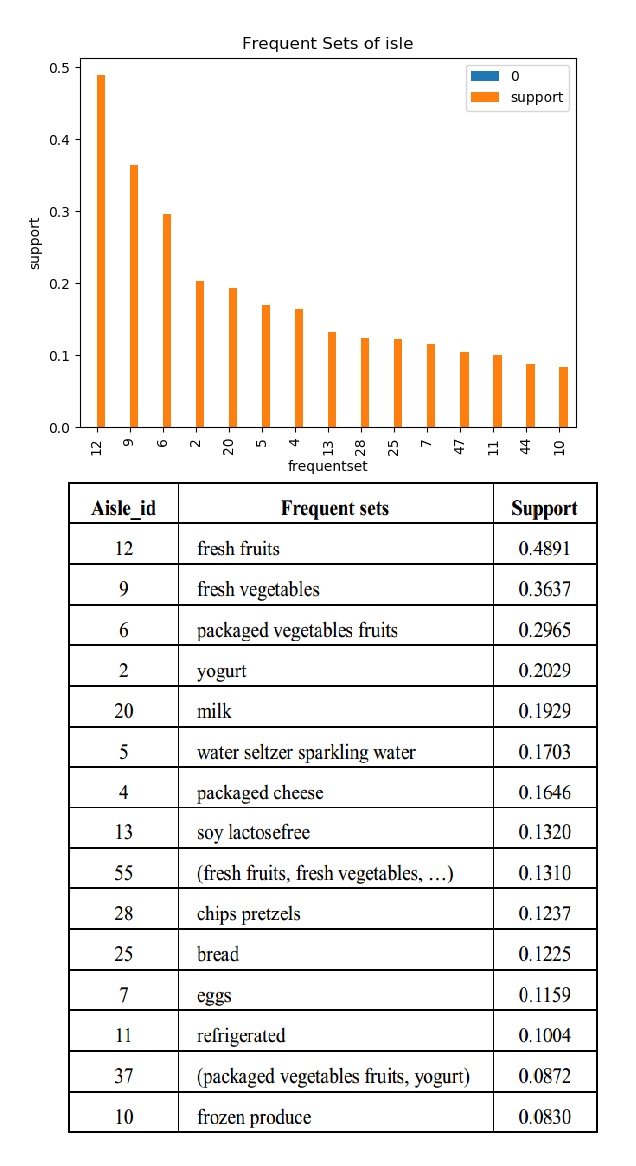 Frequent Sets of isle
0
support
0.5
0.4
0.3
0.2
0.1
0.0
support
12 9 6 2 20 5 4 13 28 25 7 47 11 44 10
frequentset
Aisle_id Frequent sets Support
12 fresh fruits 0.4891
9 fresh vegetables 0.3637
6 packaged vegetables fruits 0.2965
2 yogurt 0.2029
20 milk 0.1929
5 water seltzer sparkling water 0.1703
4 packaged cheese 0.1646
13 soy lactosefree 0.1320
55 (fresh fruits, fresh vegetables, …) 0.1310
28 chips pretzels 0.1237
25 bread 0.1225
7 eggs 0.1159
11 refrigerated 0.1004
37 (packaged vegetables fruits, yogurt) 0.0872
10 frozen produce 0.0830